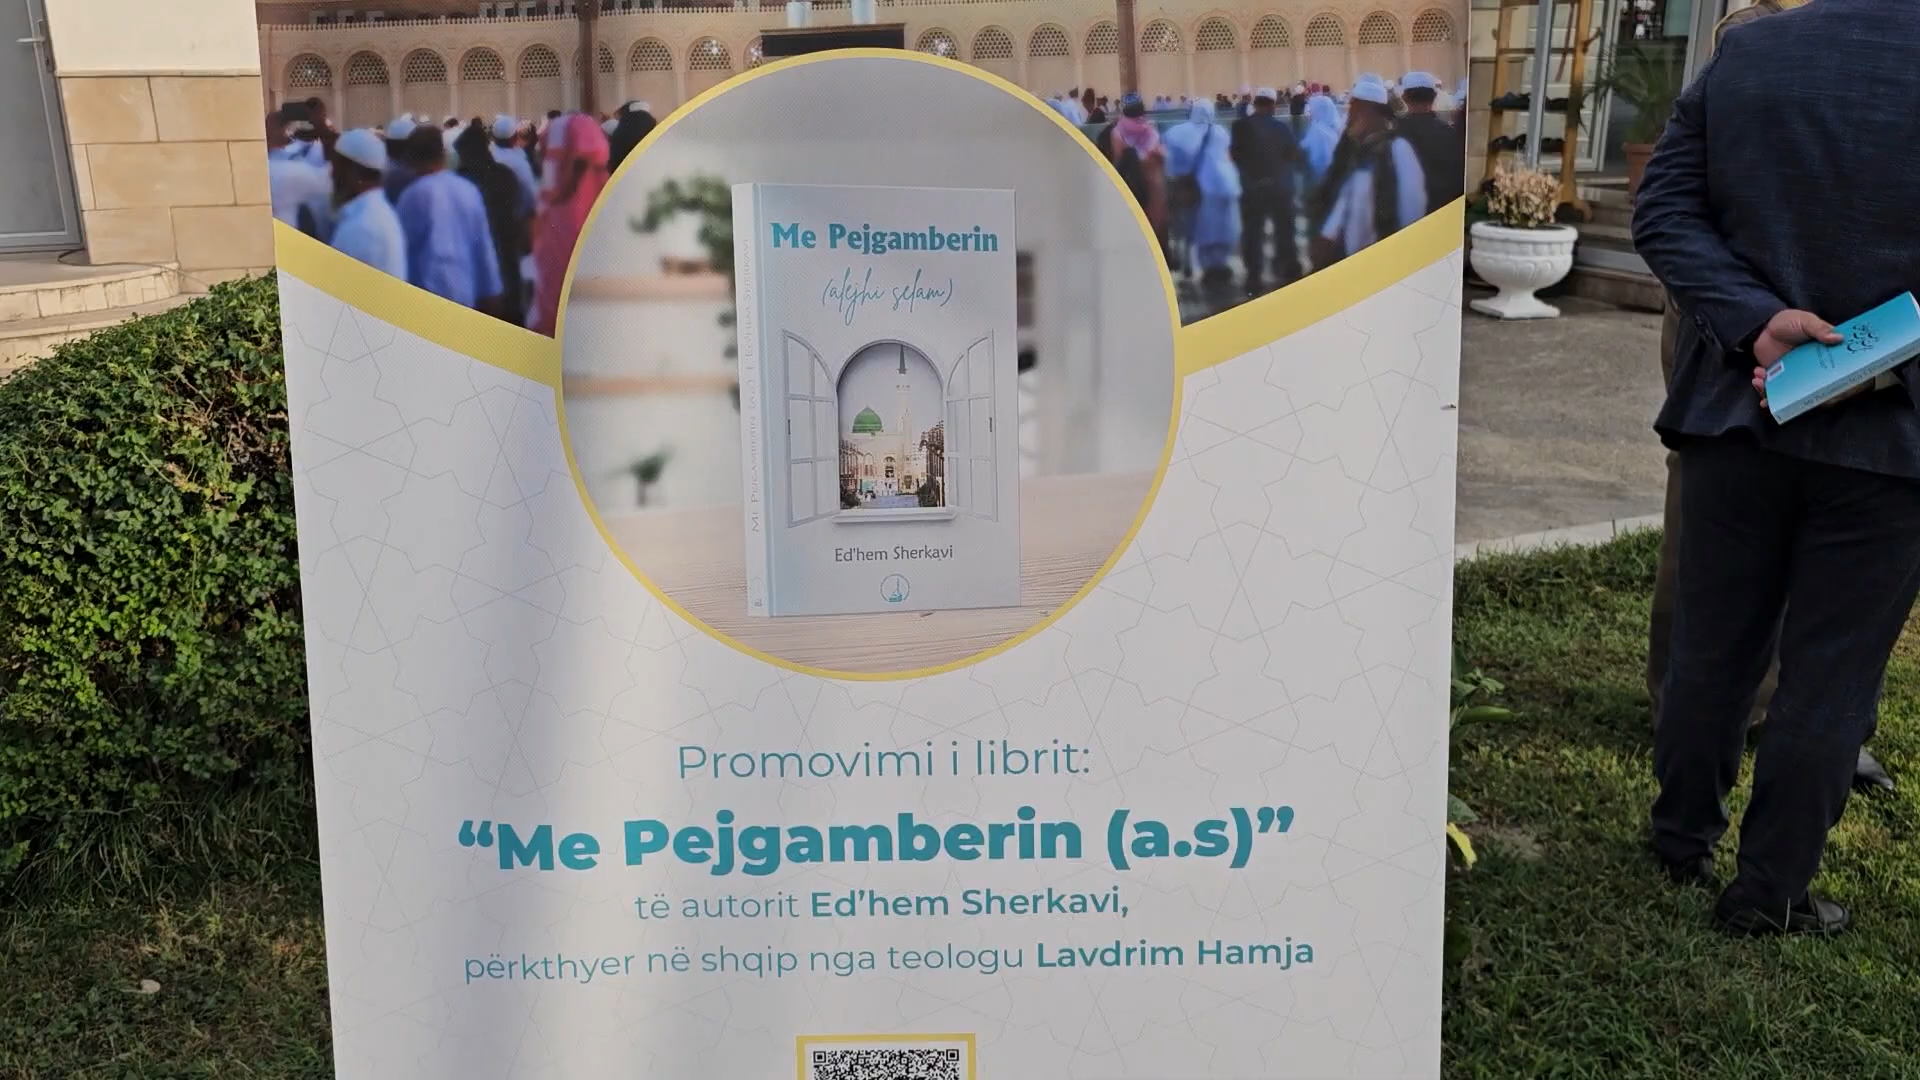 Me Pejgamberin
(alejhi selam)
Ed'hem Sherkavi
Promovimi i librit:
“Me Pejgamberin (a.s)”
të autorit Ed’hem Sherkavi,
përkthyer në shqip nga teologu Lavdrim Hamja